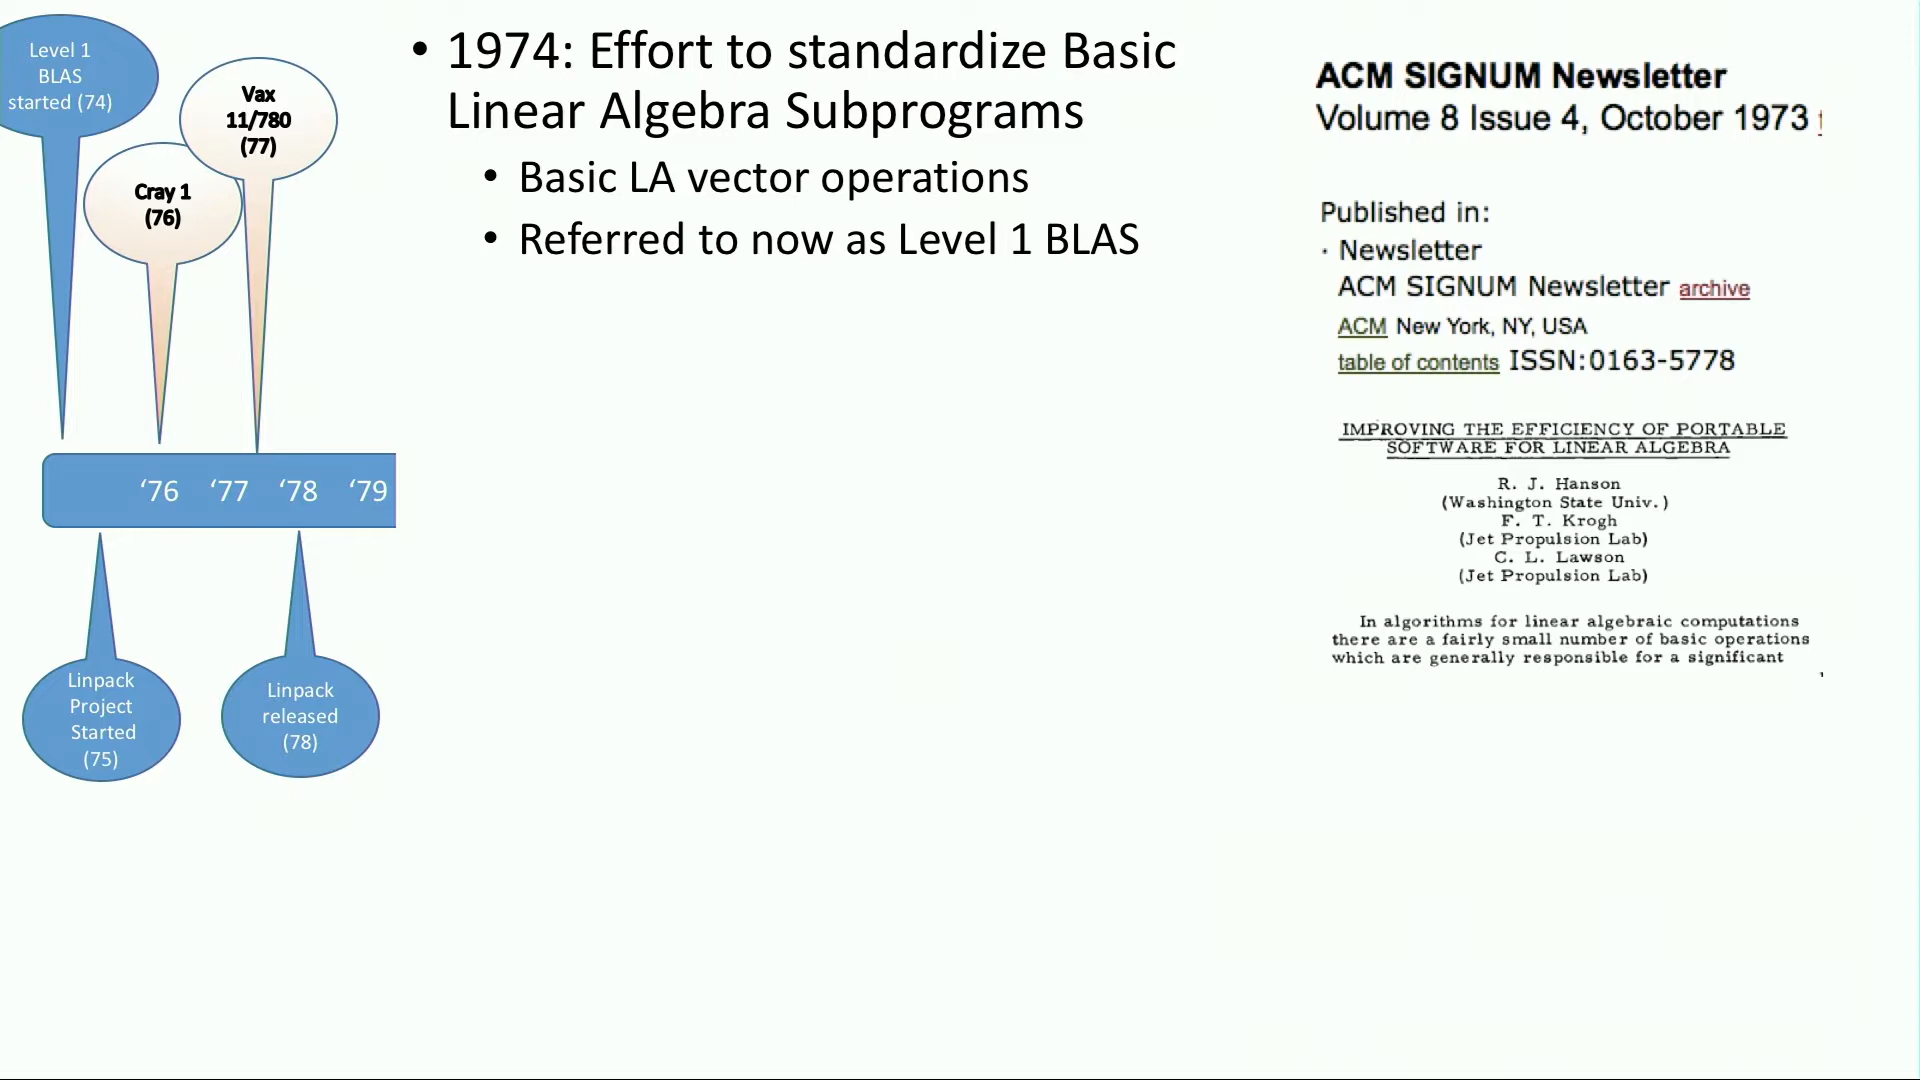 Level 1
BLAS
started (74)
Vax
11/780
(77)
Cray 1
(76)
‘76 ‘77 ‘78 ‘79
Linpack
Project
Started
(75)
Linpack
released
(78)
• 1974: Effort to standardize Basic
Linear Algebra Subprograms
• Basic LA vector operations
• Referred to now as Level 1 BLAS
ACM SIGNUM Newsletter
Volume 8 Issue 4, October 1973
Published in:
· Newsletter
ACM SIGNUM Newsletter archive
ACM New York, NY, USA
table of contents ISSN:0163-5778
IMPROVING THE EFFICIENCY OF PORTABLE
SOFTWARE FOR LINEAR ALGEBRA
R. J. Hanson
(Washington State Univ.)
F. T. Krogh
(Jet Propulsion Lab)
C. L. Lawson
(Jet Propulsion Lab)
In algorithms for linear algebraic computations
there are a fairly small number of basic operations
which are generally responsible for a significant